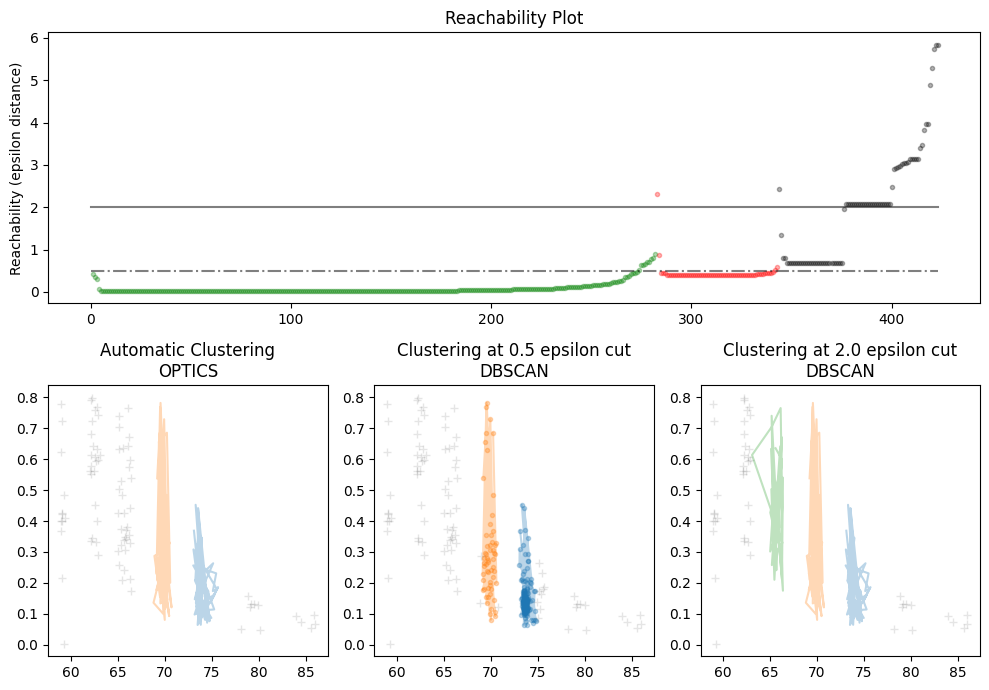 Reachability Plot
Reachability (epsilon distance)
6
5
4
3
2
1
0
0 100 200 300 400
Automatic Clustering
OPTICS
Clustering at 0.5 epsilon cut
DBSCAN
Clustering at 2.0 epsilon cut
DBSCAN
0.8 0.8 0.8
0.7 0.7 0.7
0.6 0.6 0.6
0.5 0.5 0.5
0.4 0.4 0.4
0.3 0.3 0.3
0.2 0.2 0.2
0.1 0.1 0.1
0.0 0.0 0.0
60 65 70 75 80 85
60 65 70 75 80 85
60 65 70 75 80 85